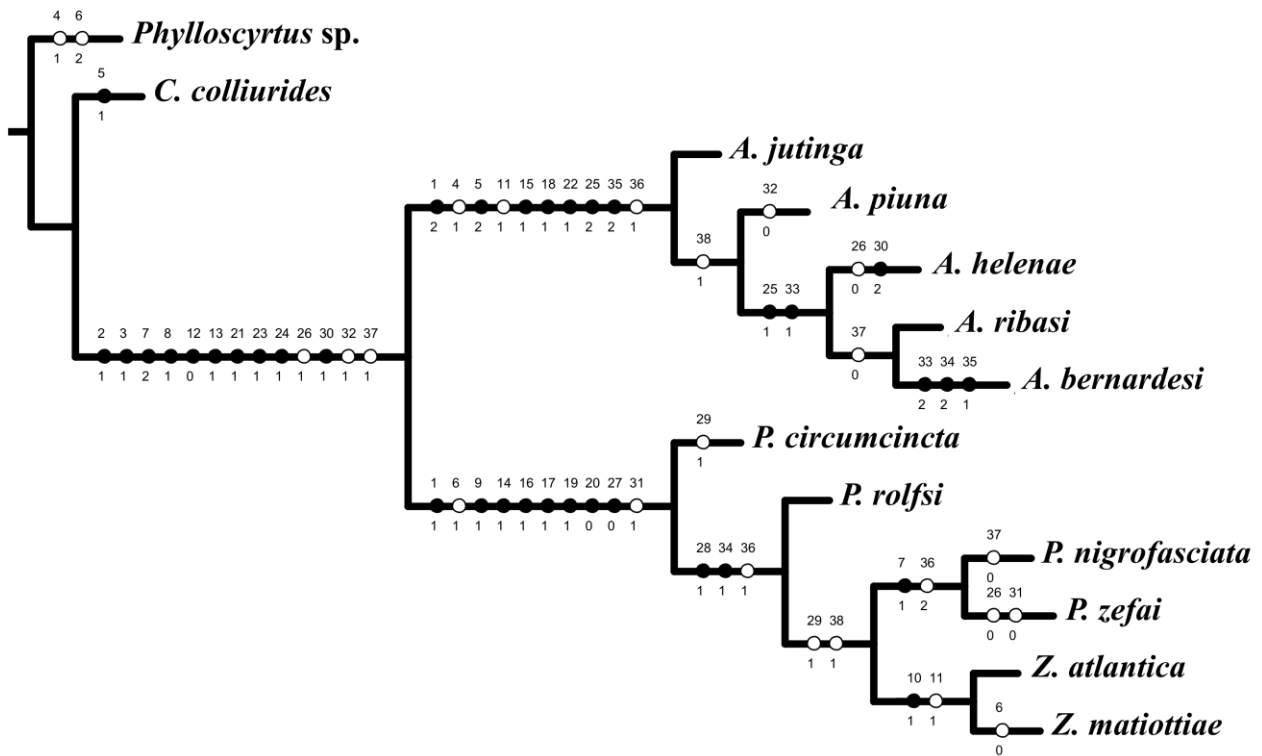 4 6
Phylloscyrtus sp.
1 2
5
C. colliurides
1
A. jutinga
1 4 5 11 15 18 22 25 35 36
2 1 2 1 1 1 1 2 2 1
32
A. piuna
0
38
1
26 30
A. helenae
0 2
25 33
1 1
A. ribasi
37
0
33 34 35
A. bernardesi
2 2 1
2 3 7 8 12 13 21 23 24 26 30 32 37
1 1 2 1 0 1 1 1 1 1 1 1 1
29
P. circumcincta
1
1 6 9 14 16 17 19 20 27 31
1 1 1 1 1 1 1 0 0 1
P. rolfsi
28 34 36
1 1 1
37
P. nigrofasciata
0
7 36
1 2
26 31
P. zefai
0 0
29 38
1 1
Z. atlantica
10 11
1 1
6
Z. matiottiae
0